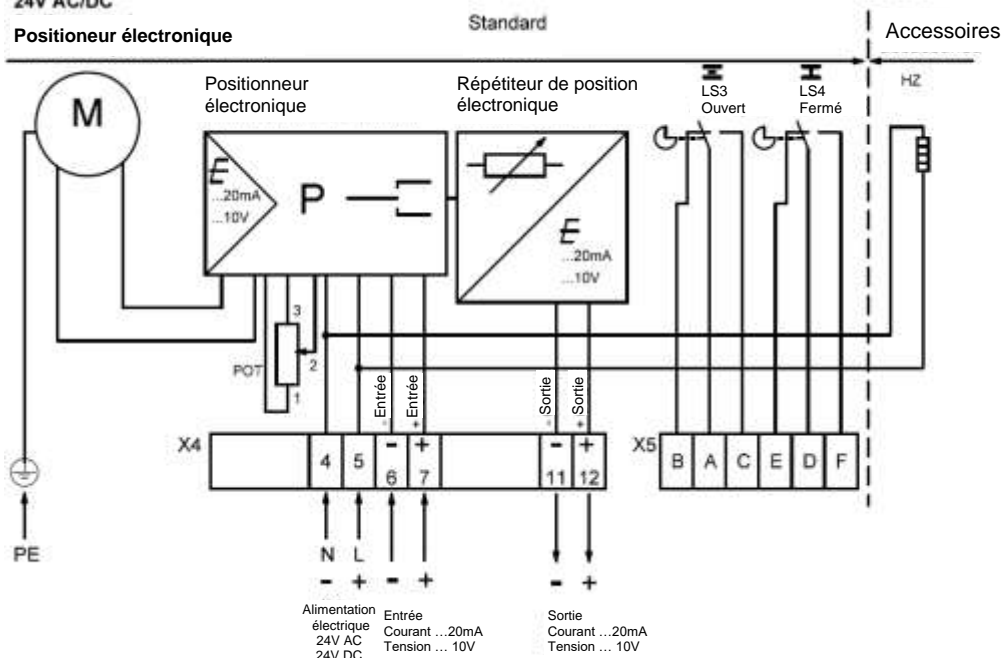 24V AC/DC
Positioneur électronique
Standard
Accessoires
Positionneur
électronique
Répétiteur de position
électronique
LS3
Ouvert
LS4
Fermé
HZ
M
E
...20mA
...10V
P
E
...20mA
...10V
3
POT
2
1
- Entrée
+ Entrée
- Sortie
+ Sortie
X4
4
5
- 6
+ 7
- 11
+ 12
X5
B
A
C
E
D
F
PE
N
L
- + - +
- +
Alimentation
électrique
24V AC
24V DC
Entrée
Courant …20mA
Tension … 10V
Sortie
Courant …20mA
Tension … 10V